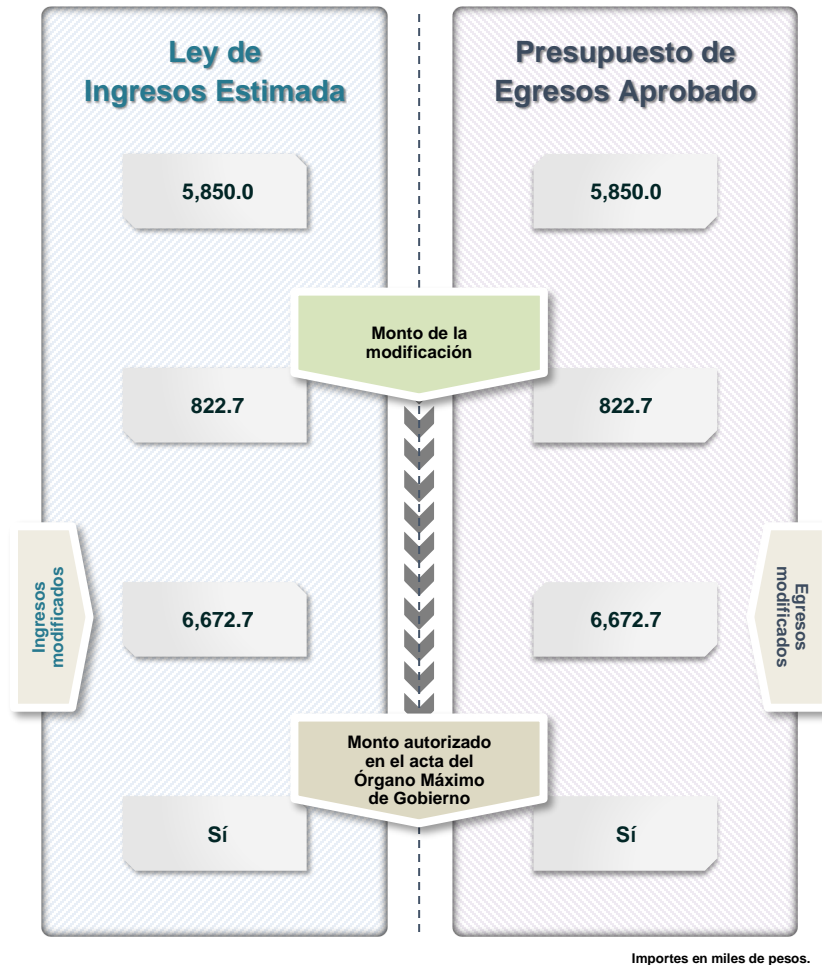 Ley de
Ingresos Estimada
Presupuesto de
Egresos Aprobado
5,850.0
5,850.0
Monto de la
modificación
822.7
822.7
Ingresos
modificados
6,672.7
6,672.7
Egresos
modificados
Monto autorizado
en el acta del
Órgano Máximo
de Gobierno
Sí
Sí
Importes en miles de pesos.